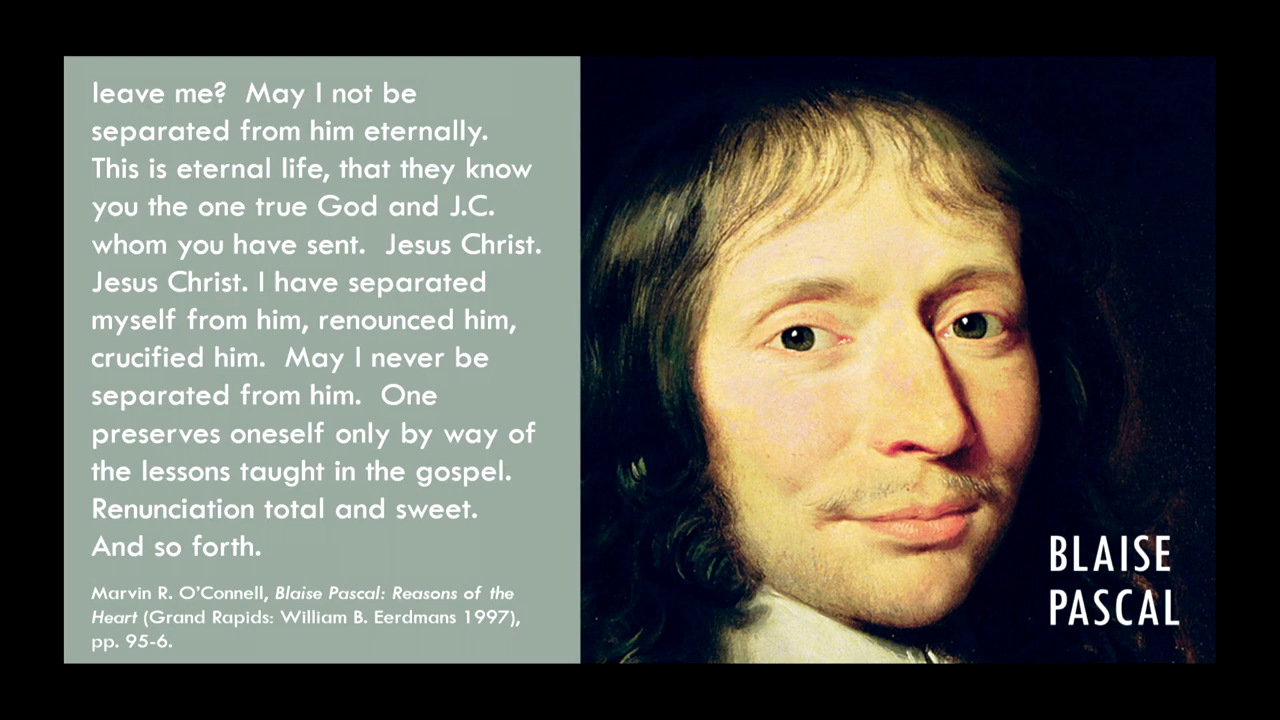 leave me?  May I not be
separated from him eternally.
This is eternal life, that they know
you the one true God and J.C.
whom you have sent.  Jesus Christ.
Jesus Christ. I have separated
myself from him, renounced him,
crucified him.  May I never be
separated from him.  One
preserves oneself only by way of
the lessons taught in the gospel.
Renunciation total and sweet.
And so forth.
Marvin R. O'Connell, Blaise Pascal: Reasons of the
Heart (Grand Rapids: William B. Eerdmans 1997),
pp. 95-6.
BLAISE
PASCAL